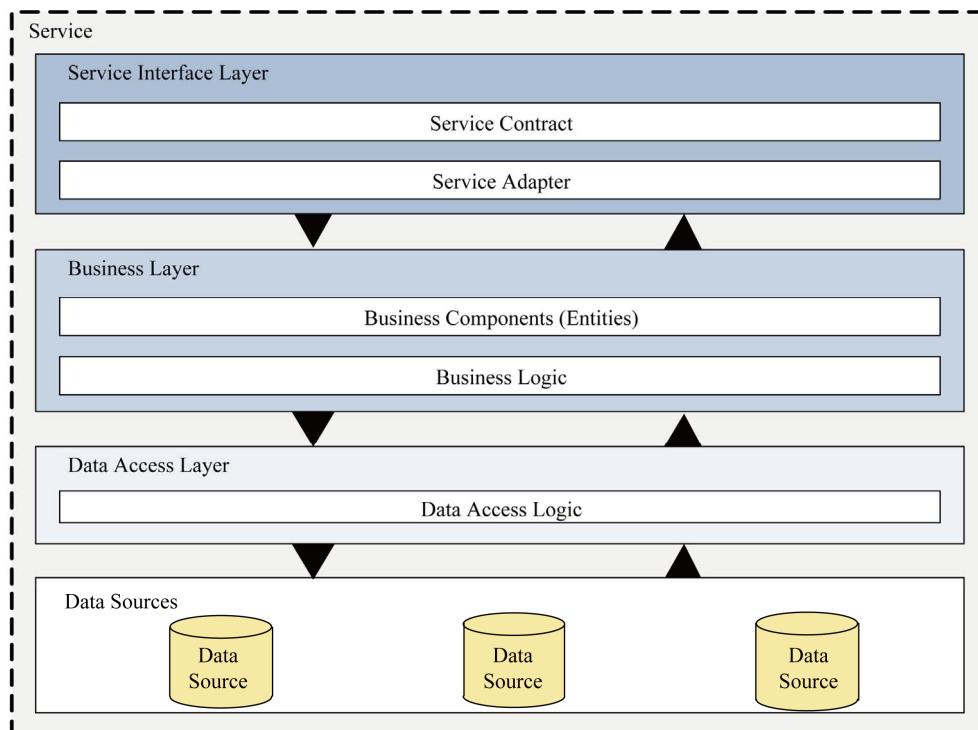 Service
Service Interface Layer
Service Contract
Service Adapter
Business Layer
Business Components (Entities)
Business Logic
Data Access Layer
Data Access Logic
Data Sources
Data
Source
Data
Source
Data
Source